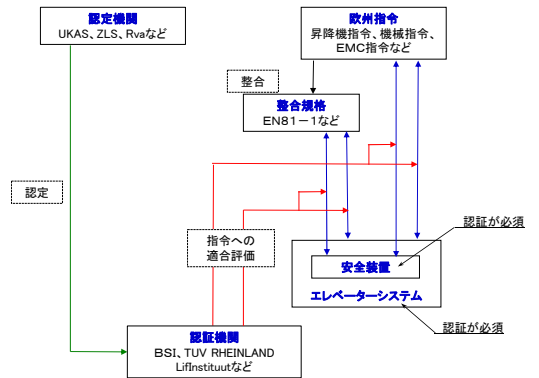 認定機関
UKAS、ZLS、Rvaなど
欧州指令
昇降機指令、機械指令、
EMC指令など
整合
整合規格
EN81－1など
認定
指令への
適合評価
認証が必須
安全装置
エレベーターシステム
認証が必須
認証機関
BSI、TUV RHEINLAND
LifInstituutなど